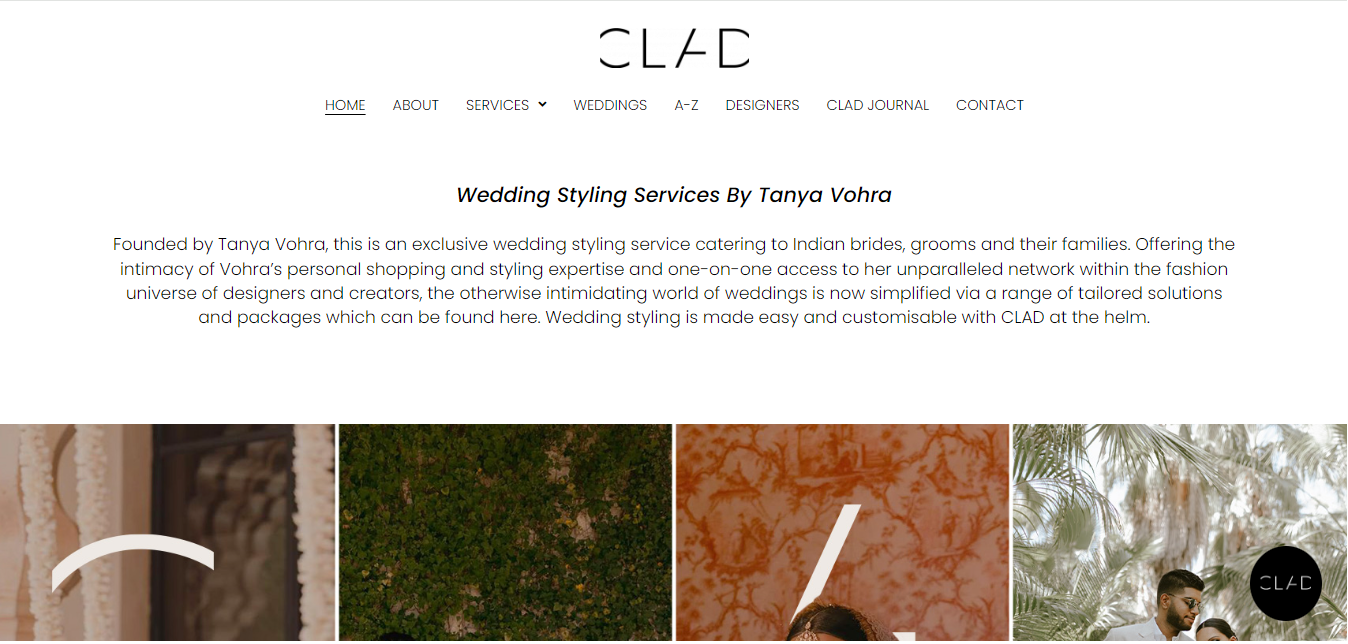 CLAD
HOME ABOUT SERVICES WEDDINGS A-Z DESIGNERS CLAD JOURNAL CONTACT
Wedding Styling Services By Tanya Vohra
Founded by Tanya Vohra, this is an exclusive wedding styling service catering to Indian brides, grooms and their families. Offering the
intimacy of Vohra’s personal shopping and styling expertise and one-on-one access to her unparalleled network within the fashion
universe of designers and creators, the otherwise intimidating world of weddings is now simplified via a range of tailored solutions
and packages which can be found here. Wedding styling is made easy and customisable with CLAD at the helm.
CLAD